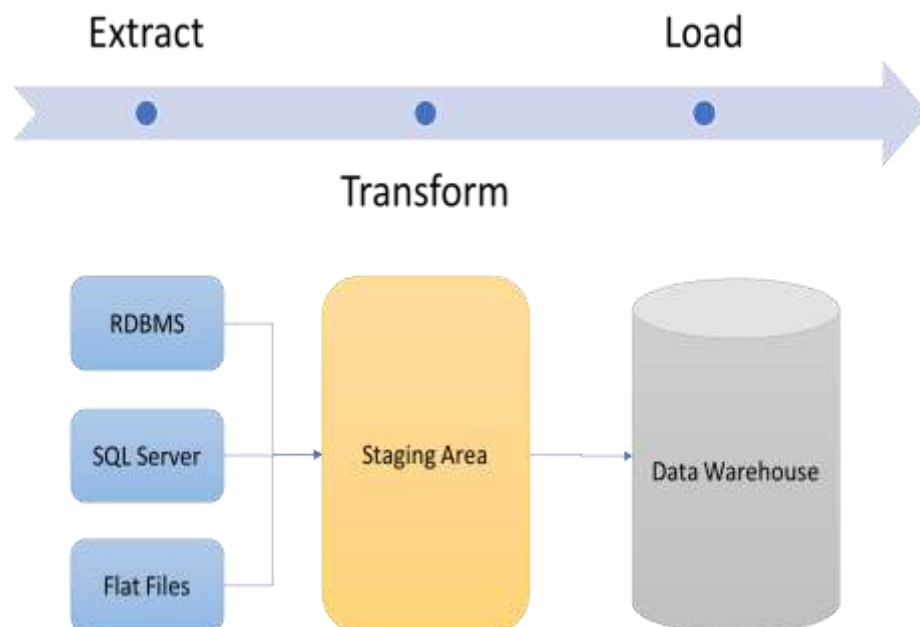 Extract
Load
Transform
RDBMS
SQL Server
Flat Files
Staging Area
Data Warehouse